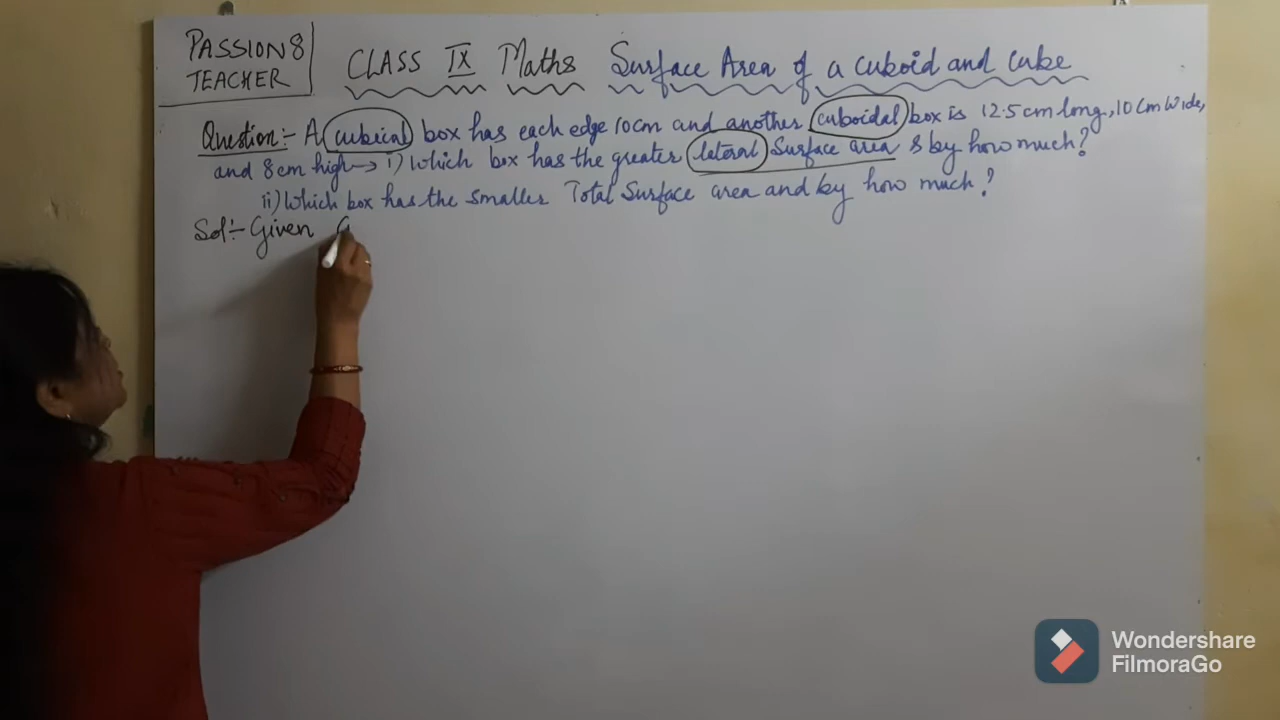 PASSION8
TEACHER
CLASS IX Maths Surface Area of a cuboid and cube
Question:- A cubical box has each edge 10cm and another cuboidal box is 12.5cm long, 10cm wide,
and 8cm high → i) Which box has the greater lateral Surface area & by how much?
ii) Which box has the smaller Total Surface area and by how much?
Sol:- Given
Wondershare
FilmoraGo